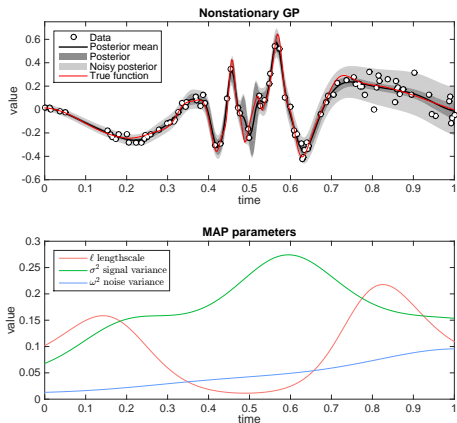 Nonstationary GP
Data
Posterior mean
Posterior
Noisy posterior
True function
value
0.6
0.4
0.2
0
-0.2
-0.4
-0.6
0 0.1 0.2 0.3 0.4 0.5 0.6 0.7 0.8 0.9 1
time
MAP parameters
ℓ lengthscale
σ² signal variance
ω² noise variance
value
0.3
0.25
0.2
0.15
0.1
0.05
0
0 0.1 0.2 0.3 0.4 0.5 0.6 0.7 0.8 0.9 1
time